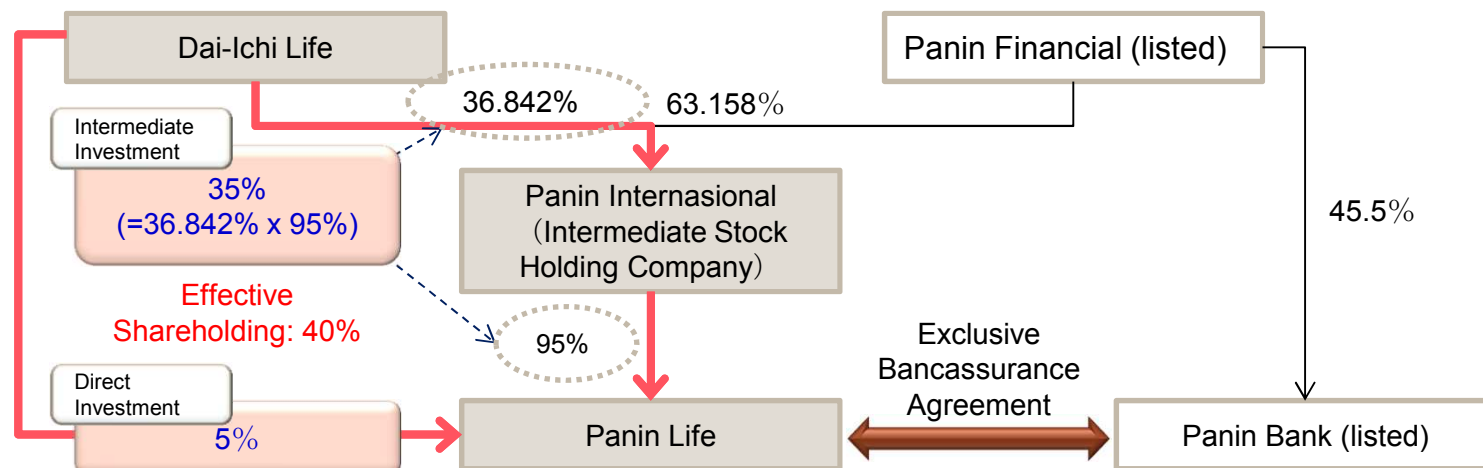 Dai-Ichi Life
Panin Financial (listed)
36.842%
63.158%
Intermediate
Investment
35%
(=36.842% x 95%)
Panin Internasional
（Intermediate Stock
Holding Company）
45.5%
Effective
Shareholding: 40%
95%
Exclusive
Bancassurance
Agreement
Direct
Investment
5%
Panin Life
Panin Bank (listed)